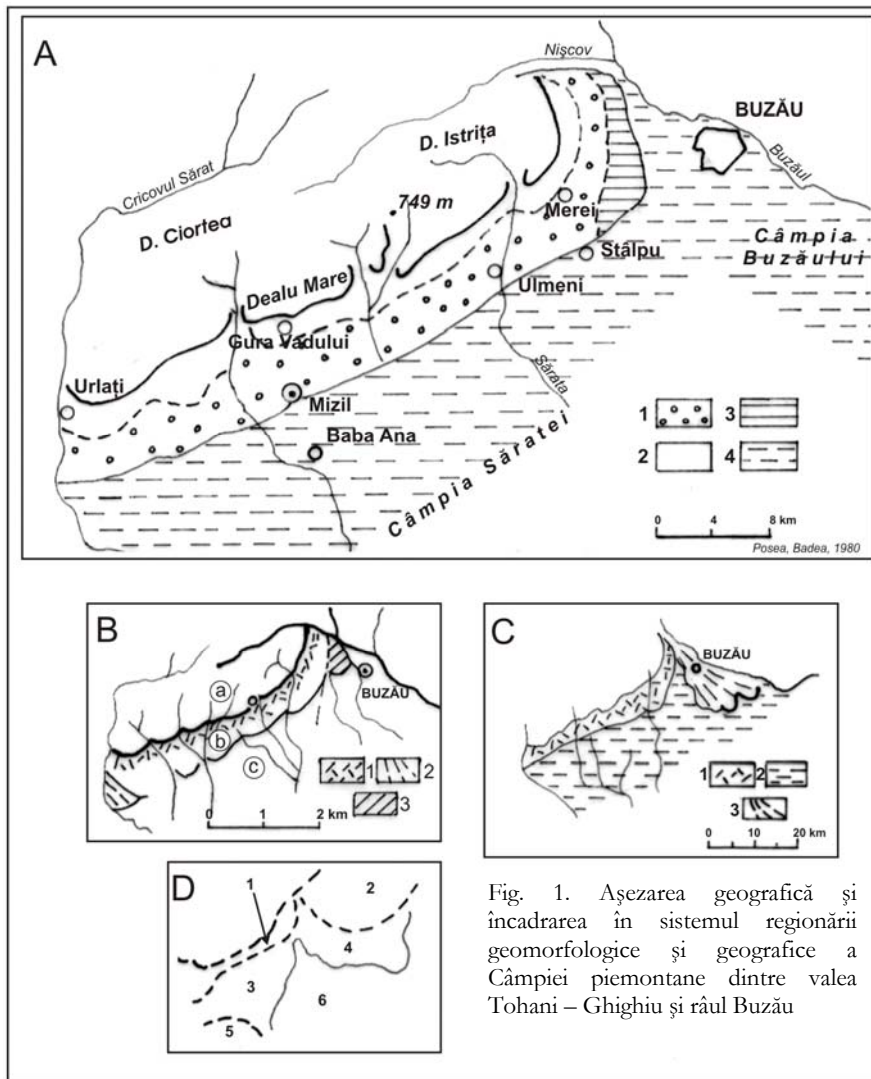 A
Nişcov
BUZĂU
D. Istriţa
Buzăul
Cricovul Sărat
749 m
Merei
D. Ciortea
Câmpia
Stâlpu
Buzăului
Ulmeni
Dealu Mare
Gura Vadului
Sărata
Urlaţi
Mizil
1 3
Baba Ana
2 4
Câmpia Săratei
0 4 8 km
Posea, Badea, 1980
B
a
BUZĂU
b
c
1 2
3
0 1 2 km
C
BUZĂU
1 2
3
0 10 20 km
D
1
2
4
3
6
5
Fig. 1. Aşezarea geografică şi
încadrarea în sistemul regionării
geomorfologice şi geografice a
Câmpiei piemontane dintre valea
Tohani – Ghighiu şi râul Buzău